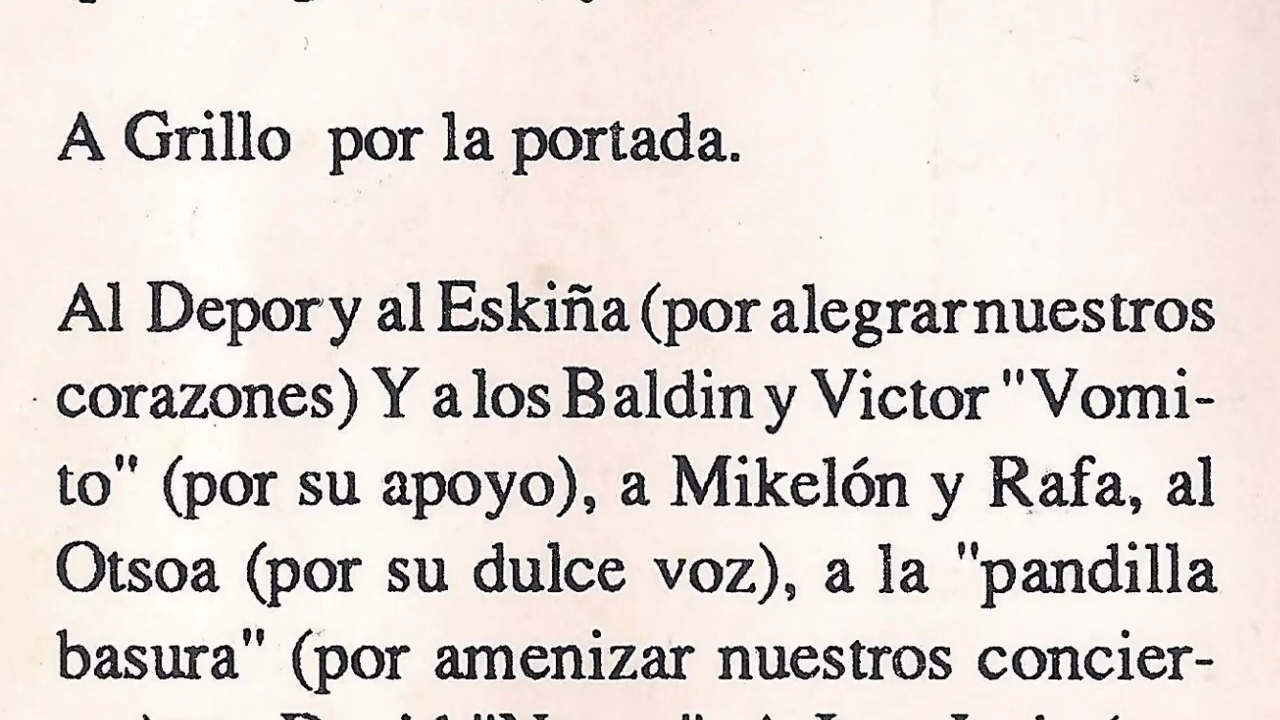 A Grillo por la portada.
Al Depor y al Eskiña (por alegrar nuestros
corazones) Y a los Baldin y Victor "Vomi-
to" (por su apoyo), a Mikelón y Rafa, al
Otsoa (por su dulce voz), a la "pandilla
basura" (por amenizar nuestros concier-